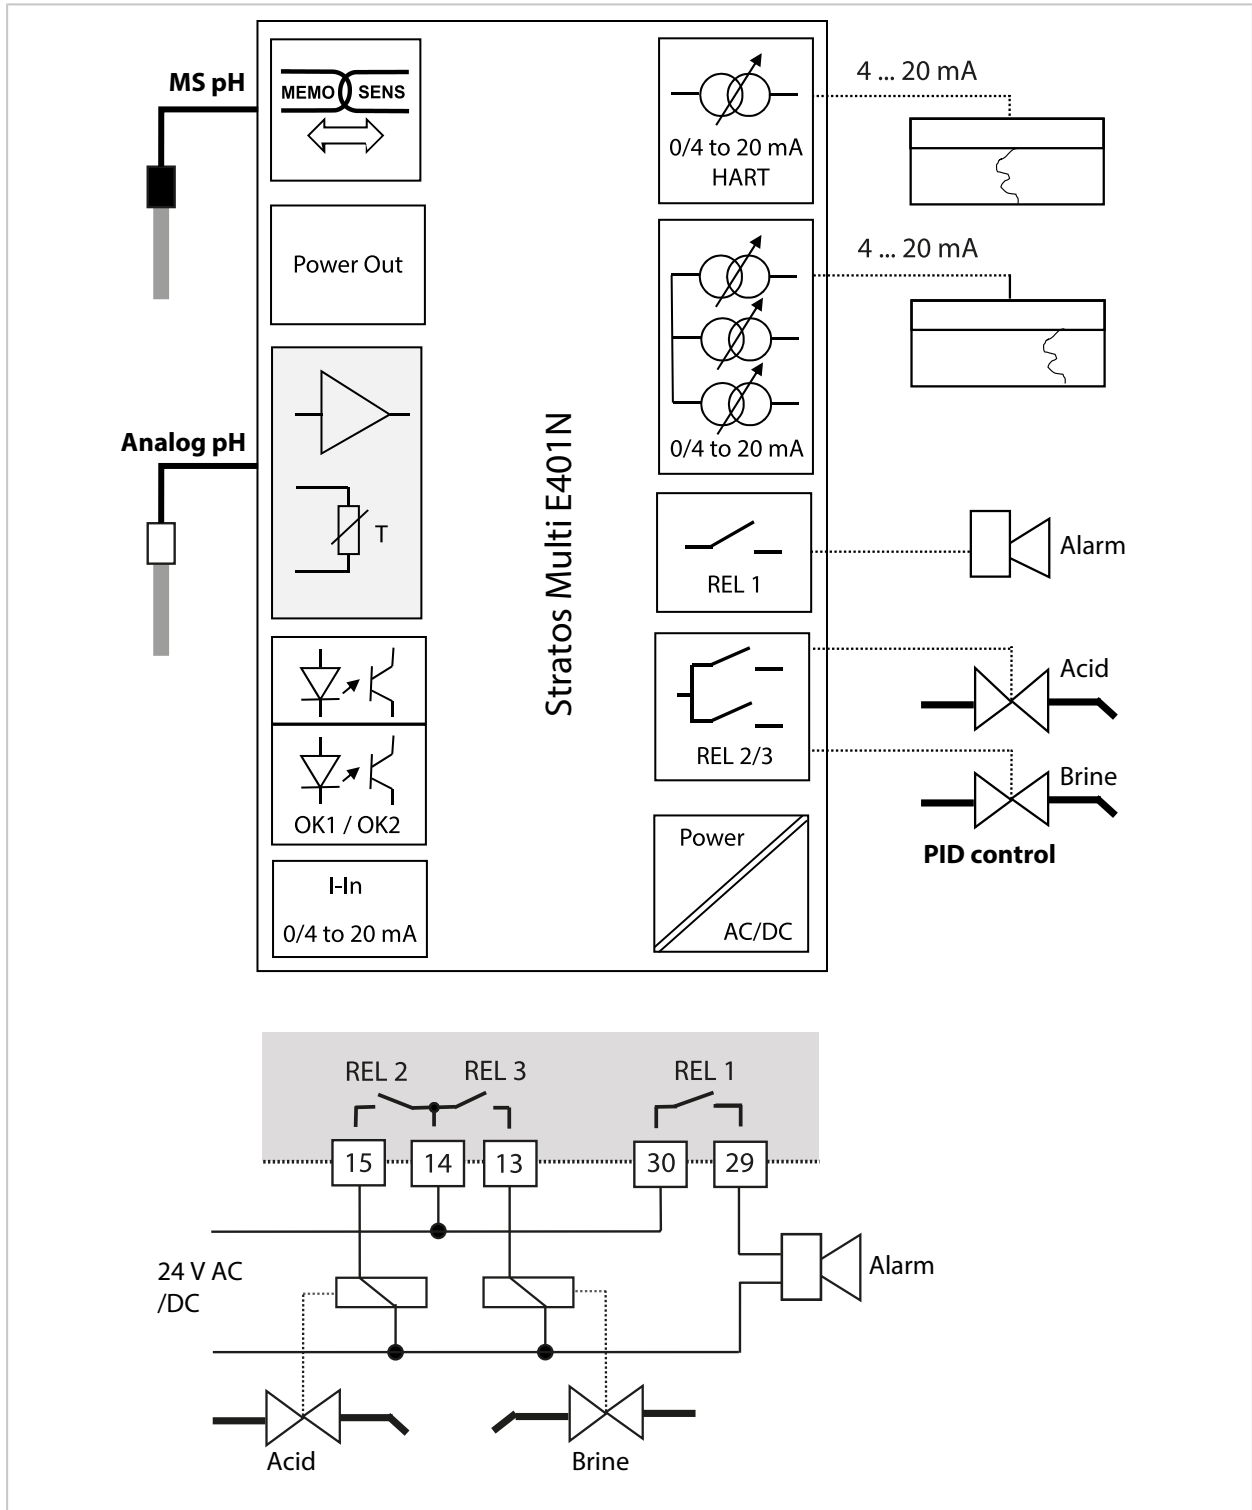 MS pH
MEMO SENS
4 ... 20 mA
0/4 to 20 mA
HART
Power Out
4 ... 20 mA
0/4 to 20 mA
Analog pH
T
Stratos Multi E401N
REL 1
Alarm
REL 2/3
Acid
Brine
PID control
OK1 / OK2
I-In
0/4 to 20 mA
Power
AC/DC
REL 2 REL 3 REL 1
15 14 13 30 29
24 V AC
/DC
Alarm
Acid
Brine